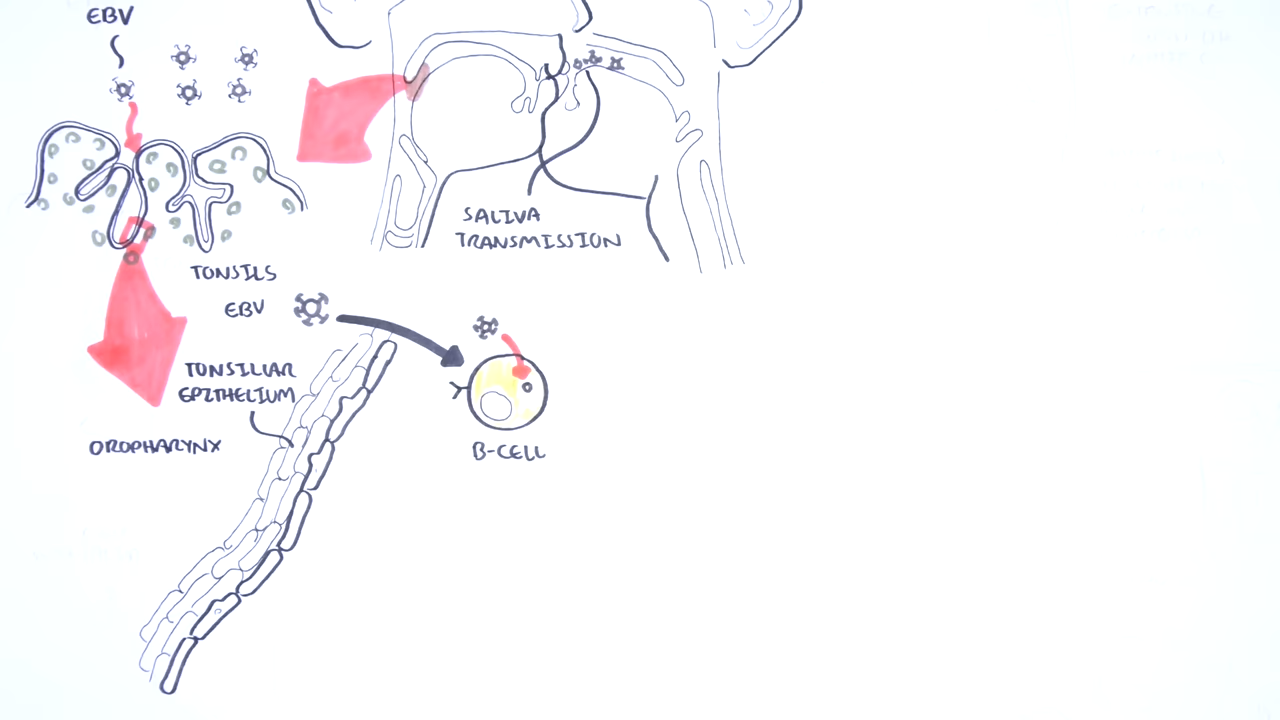 EBV
SALIVA
TRANSMISSION
TONSILS
EBV
TONSILLAR
EPITHELIUM
OROPHARYNX
B-CELL